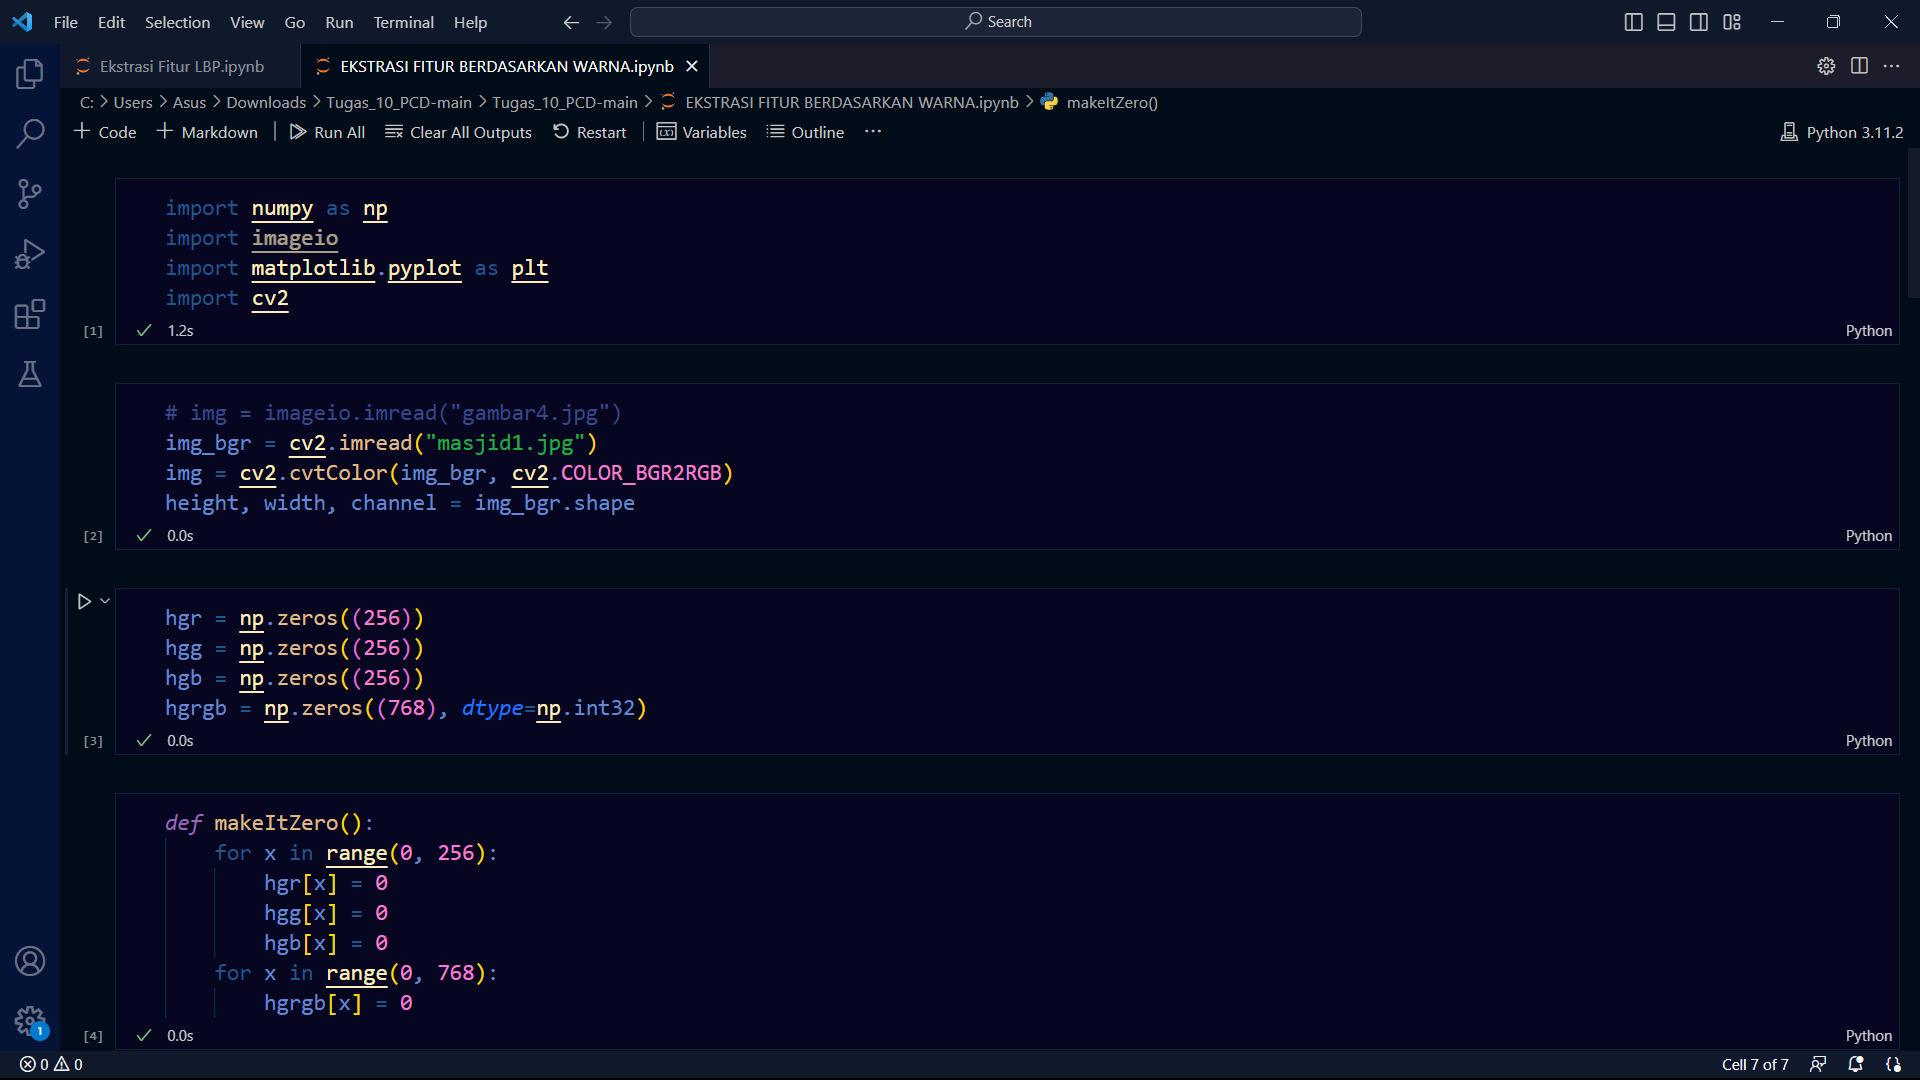 File Edit Selection View Go Run Terminal Help
Search
Ekstrasi Fitur LBP.ipynb
EKSTRASI FITUR BERDASARKAN WARNA.ipynb
C: > Users > Asus > Downloads > Tugas_10_PCD-main > Tugas_10_PCD-main > EKSTRASI FITUR BERDASARKAN WARNA.ipynb > makeItZero()
+ Code + Markdown | Run All Clear All Outputs Restart | Variables Outline ...
Python 3.11.2
import numpy as np
import imageio
import matplotlib.pyplot as plt
import cv2
[1] ✓ 1.2s Python
# img = imageio.imread("gambar4.jpg")
img_bgr = cv2.imread("masjid1.jpg")
img = cv2.cvtColor(img_bgr, cv2.COLOR_BGR2RGB)
height, width, channel = img_bgr.shape
[2] ✓ 0.0s Python
hgr = np.zeros((256))
hgg = np.zeros((256))
hgb = np.zeros((256))
hgrgb = np.zeros((768), dtype=np.int32)
[3] ✓ 0.0s Python
def makeItZero():
    for x in range(0, 256):
        hgr[x] = 0
        hgg[x] = 0
        hgb[x] = 0
    for x in range(0, 768):
        hgrgb[x] = 0
[4] ✓ 0.0s Python
1
0 0
Cell 7 of 7